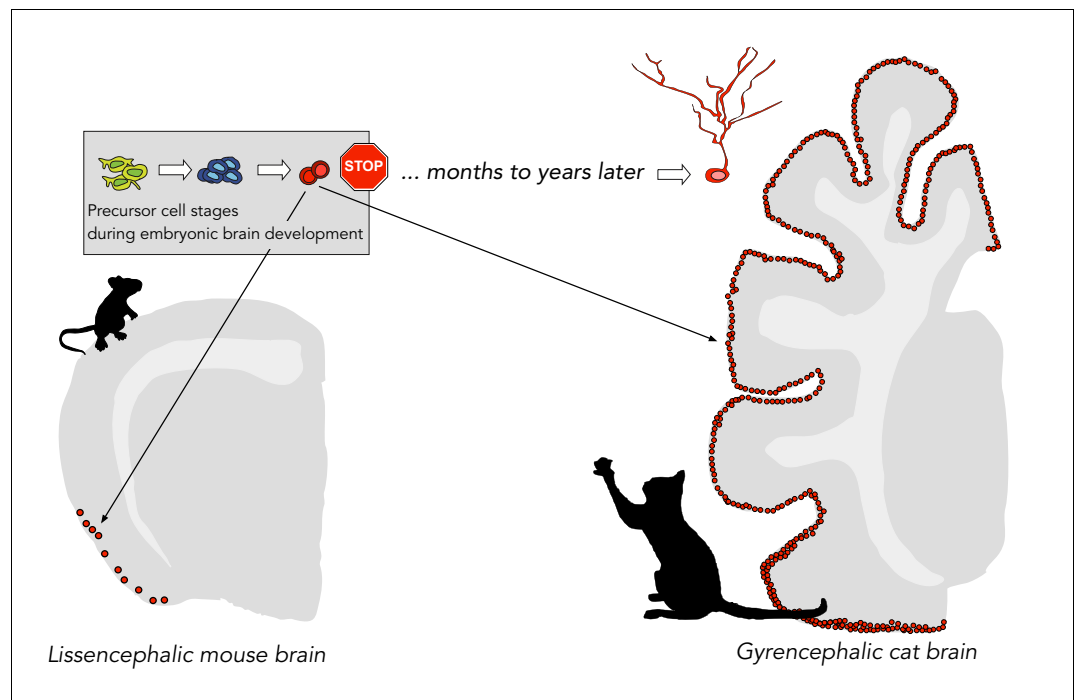 STOP
... months to years later
Precursor cell stages
during embryonic brain development
Lissencephalic mouse brain
Gyrencephalic cat brain